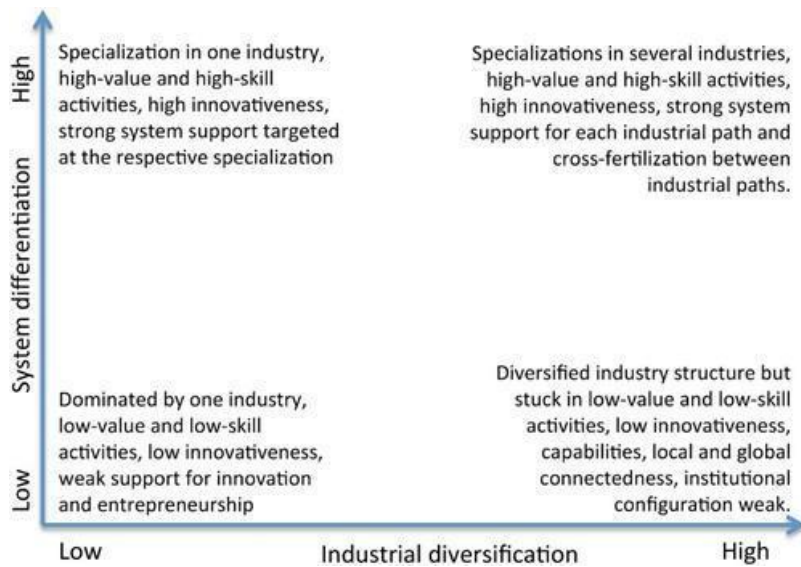 High
Specialization in one industry,
high-value and high-skill
activities, high innovativeness,
strong system support targeted
at the respective specialization
Specializations in several industries,
high-value and high-skill activities,
high innovativeness, strong system
support for each industrial path and
cross-fertilization between
industrial paths.
System differentiation
Dominated by one industry,
low-value and low-skill
activities, low innovativeness,
weak support for innovation
and entrepreneurship
Diversified industry structure but
stuck in low-value and low-skill
activities, low innovativeness,
capabilities, local and global
connectedness, institutional
configuration weak.
Low
Low
Industrial diversification
High